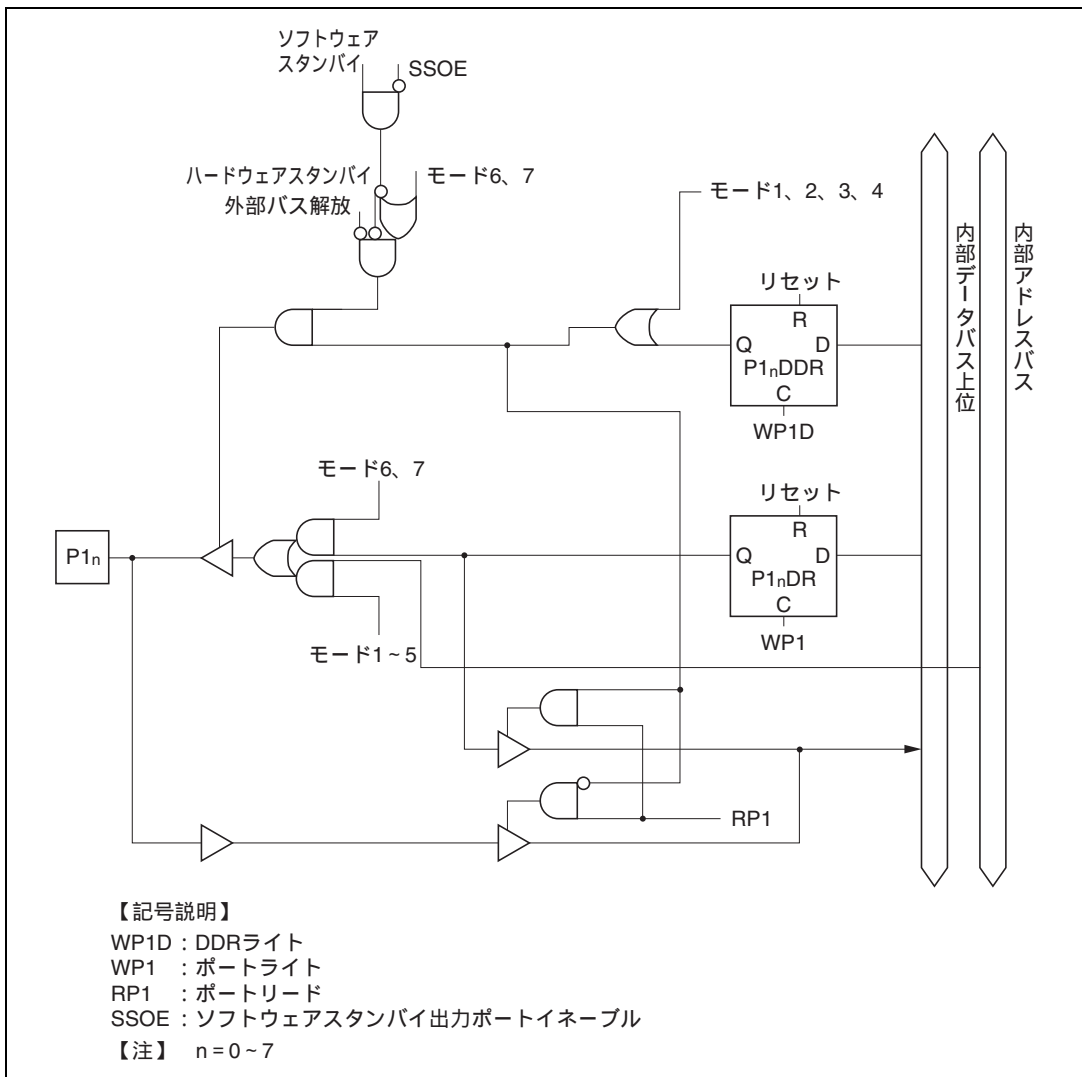 ソフトウェア
スタンバイ
SSOE
ハードウェアスタンバイ
モード6、7
外部バス解放
モード1、2、3、4
リセット
R
Q D
P1nDDR
C
WP1D
内部データバス上位
内部アドレスバス
モード6、7
リセット
R
P1n
Q D
P1nDR
C
WP1
モード1~5
RP1
【記号説明】
WP1D : DDRライト
WP1 : ポートライト
RP1 : ポートリード
SSOE : ソフトウェアスタンバイ出力ポートイネーブル
【注】 n = 0~7